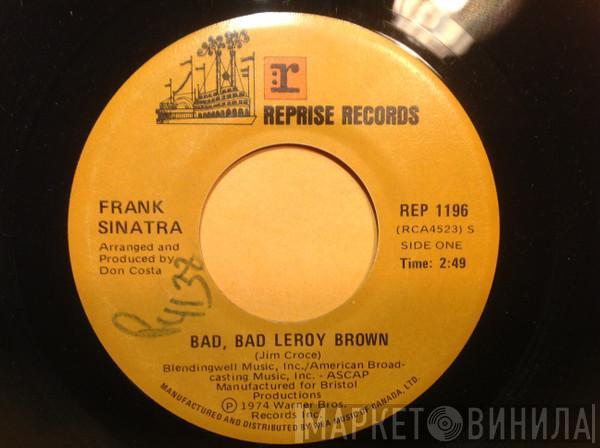 r
REPRISE RECORDS
FRANK
SINATRA
Arranged and
Produced by
Don Costa
REP 1196
(RCA4523) S
SIDE ONE
Time: 2:49
BAD, BAD LEROY BROWN
(Jim Croce)
Blendingwell Music, Inc./American Broad-
casting Music, Inc. - ASCAP
Manufactured for Bristol
Productions
Ⓟ 1974 Warner Bros.
Records Inc.
MANUFACTURED AND DISTRIBUTED BY WEA MUSIC OF CANADA, LTD.
МАРКЕТ ВИНИЛА